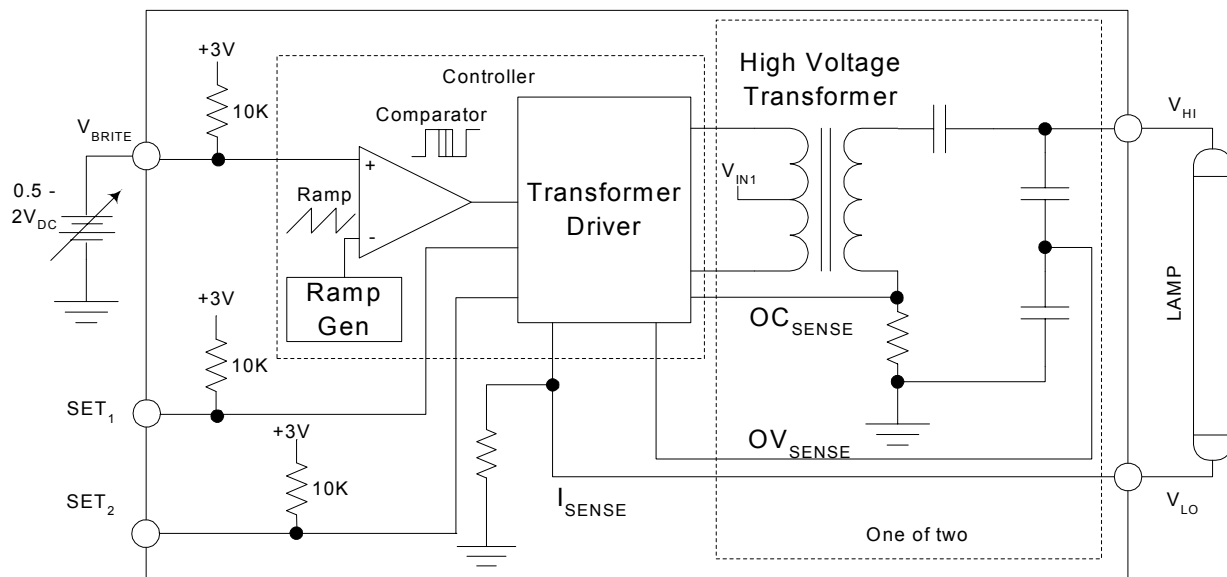 +3V
10K
V_BRITE
0.5 -
2V_DC
Controller
Comparator
Ramp
+
-
Ramp
Gen
Transformer
Driver
High Voltage
Transformer
V_IN1
V_HI
LAMP
V_LO
+3V
10K
SET_1
+3V
10K
SET_2
OC_SENSE
OV_SENSE
I_SENSE
One of two